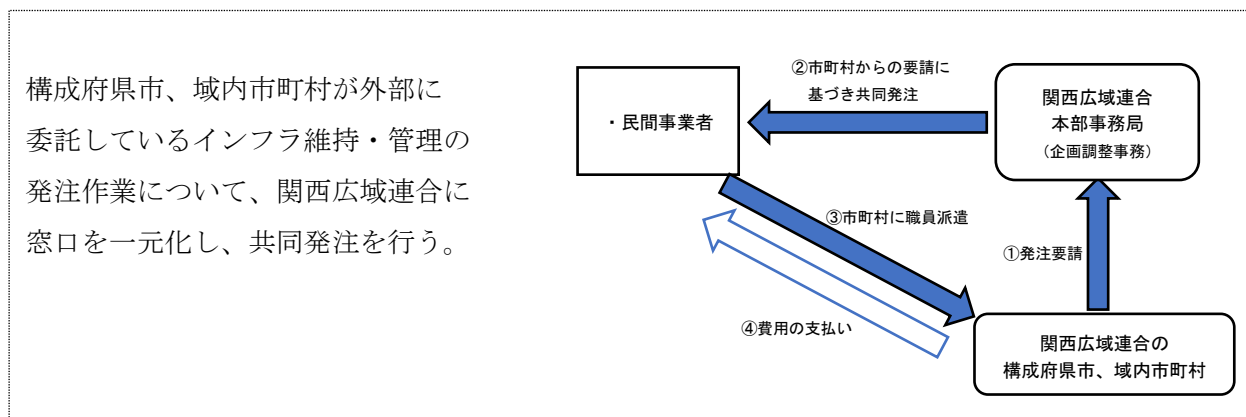 構成府県市、域内市町村が外部に
委託しているインフラ維持・管理の
発注作業について、関西広域連合に
窓口を一元化し、共同発注を行う。
・民間事業者
②市町村からの要請に
基づき共同発注
関西広域連合
本部事務局
(企画調整事務)
③市町村に職員派遣
①発注要請
④費用の支払い
関西広域連合の
構成府県市、域内市町村